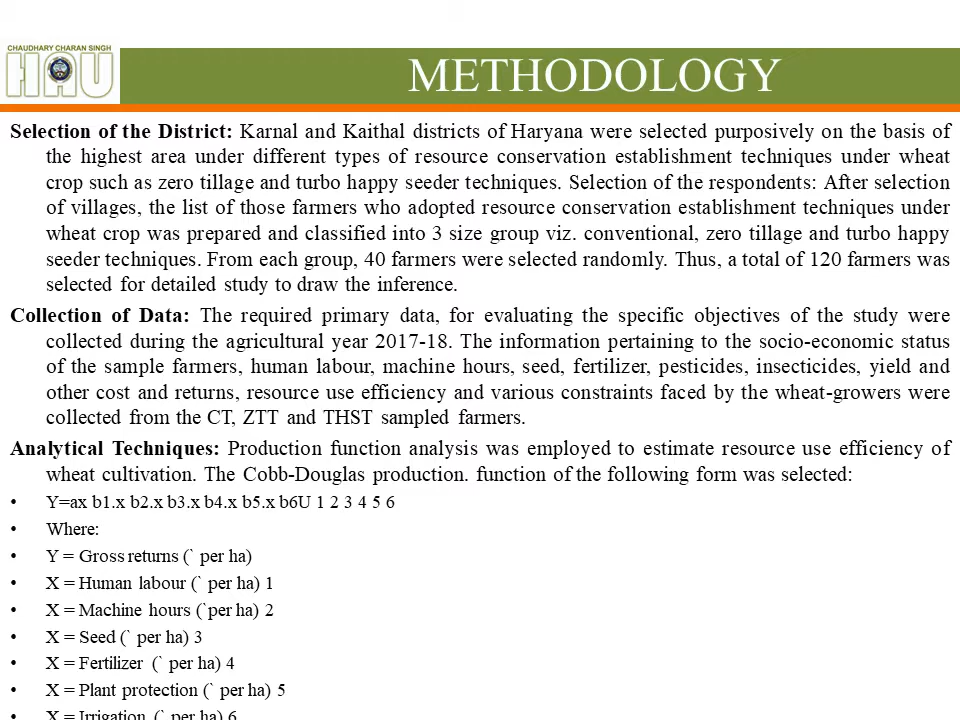 CHAUDHARY CHARAN SINGH
HAU
METHODOLOGY
Selection of the District: Karnal and Kaithal districts of Haryana were selected purposively on the basis of
the highest area under different types of resource conservation establishment techniques under wheat
crop such as zero tillage and turbo happy seeder techniques. Selection of the respondents: After selection
of villages, the list of those farmers who adopted resource conservation establishment techniques under
wheat crop was prepared and classified into 3 size group viz. conventional, zero tillage and turbo happy
seeder techniques. From each group, 40 farmers were selected randomly. Thus, a total of 120 farmers was
selected for detailed study to draw the inference.
Collection of Data: The required primary data, for evaluating the specific objectives of the study were
collected during the agricultural year 2017-18. The information pertaining to the socio-economic status
of the sample farmers, human labour, machine hours, seed, fertilizer, pesticides, insecticides, yield and
other cost and returns, resource use efficiency and various constraints faced by the wheat-growers were
collected from the CT, ZTT and THST sampled farmers.
Analytical Techniques: Production function analysis was employed to estimate resource use efficiency of
wheat cultivation. The Cobb-Douglas production. function of the following form was selected:
• Y=ax b1.x b2.x b3.x b4.x b5.x b6U 1 2 3 4 5 6
• Where:
• Y = Gross returns (` per ha)
• X = Human labour (` per ha) 1
• X = Machine hours (`per ha) 2
• X = Seed (` per ha) 3
• X = Fertilizer (` per ha) 4
• X = Plant protection (` per ha) 5
• X = Irrigation (` per ha) 6